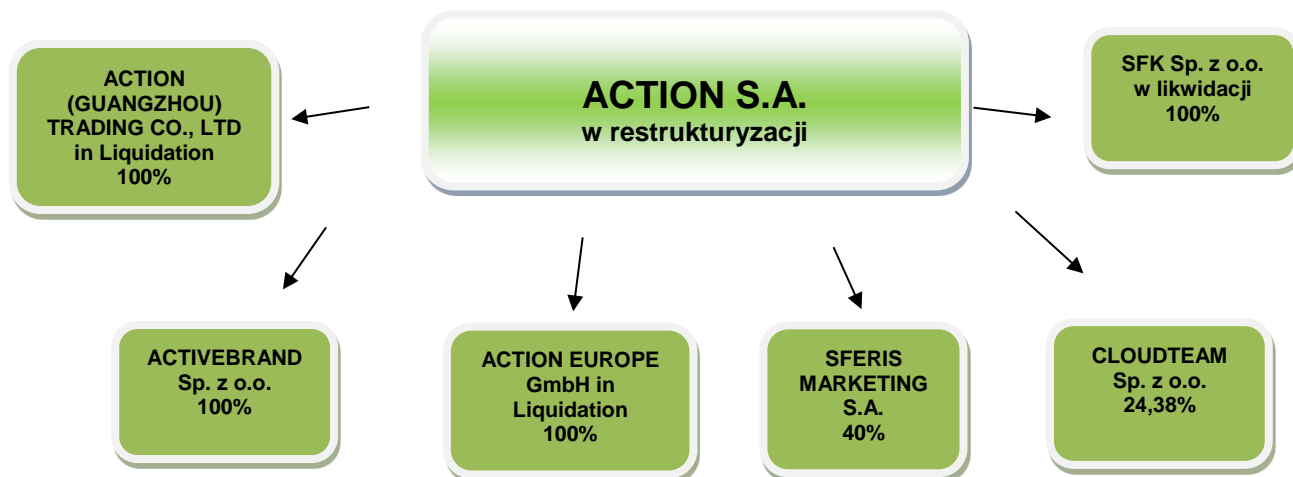 ACTION S.A.
w restrukturyzacji
ACTION
(GUANGZHOU)
TRADING CO., LTD
in Liquidation
100%
SFK Sp. z o.o.
w likwidacji
100%
ACTIVEBRAND
Sp. z o.o.
100%
ACTION EUROPE
GmbH in
Liquidation
100%
SFERIS
MARKETING
S.A.
40%
CLOUDTEAM
Sp. z o.o.
24,38%